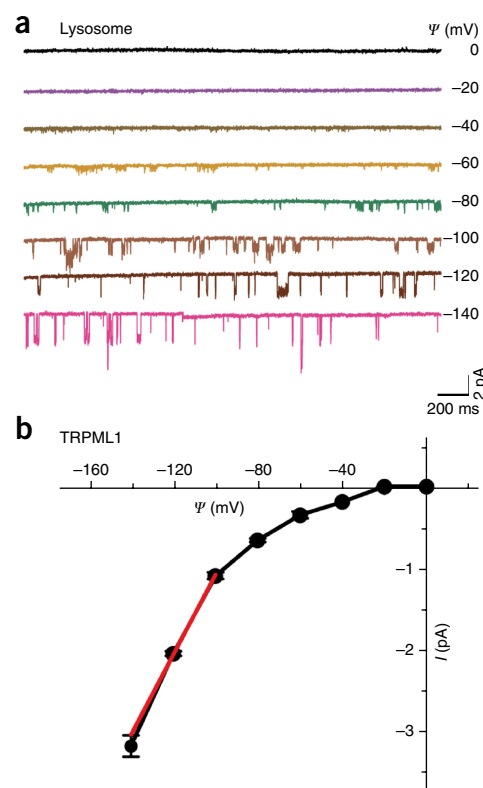 a Lysosome Ψ (mV)
0
–20
–40
–60
–80
–100
–120
–140
2 pA
200 ms
b
TRPML1
–160 –120 –80 –40
Ψ (mV)
–1
–2
–3
I (pA)